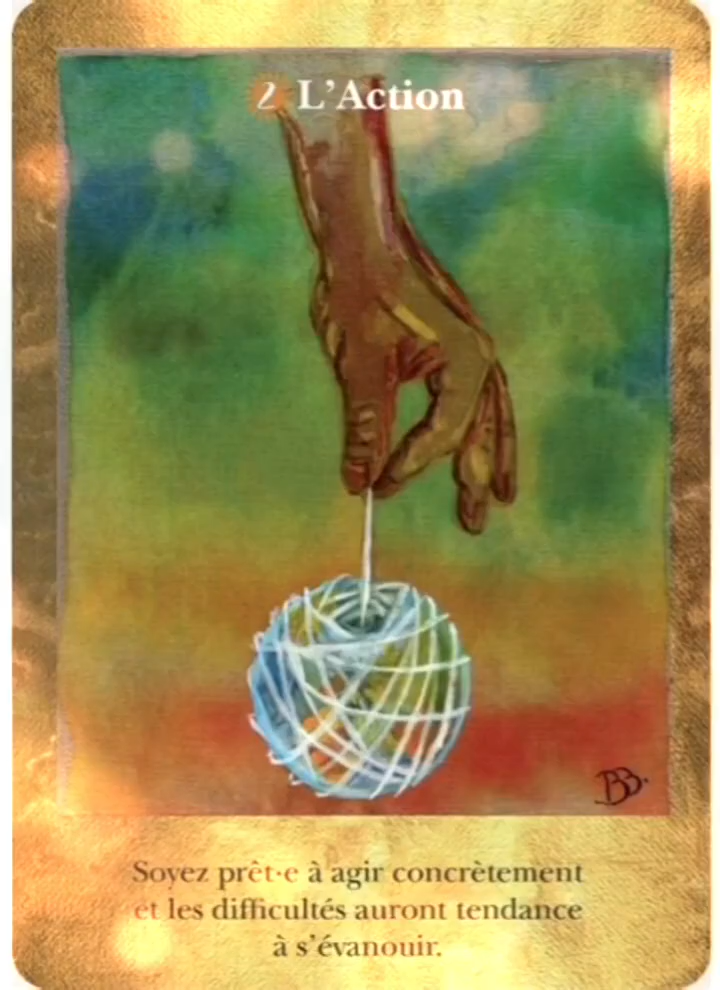 2 L'Action
BB.
Soyez prêt·e à agir concrètement
et les difficultés auront tendance
à s'évanouir.